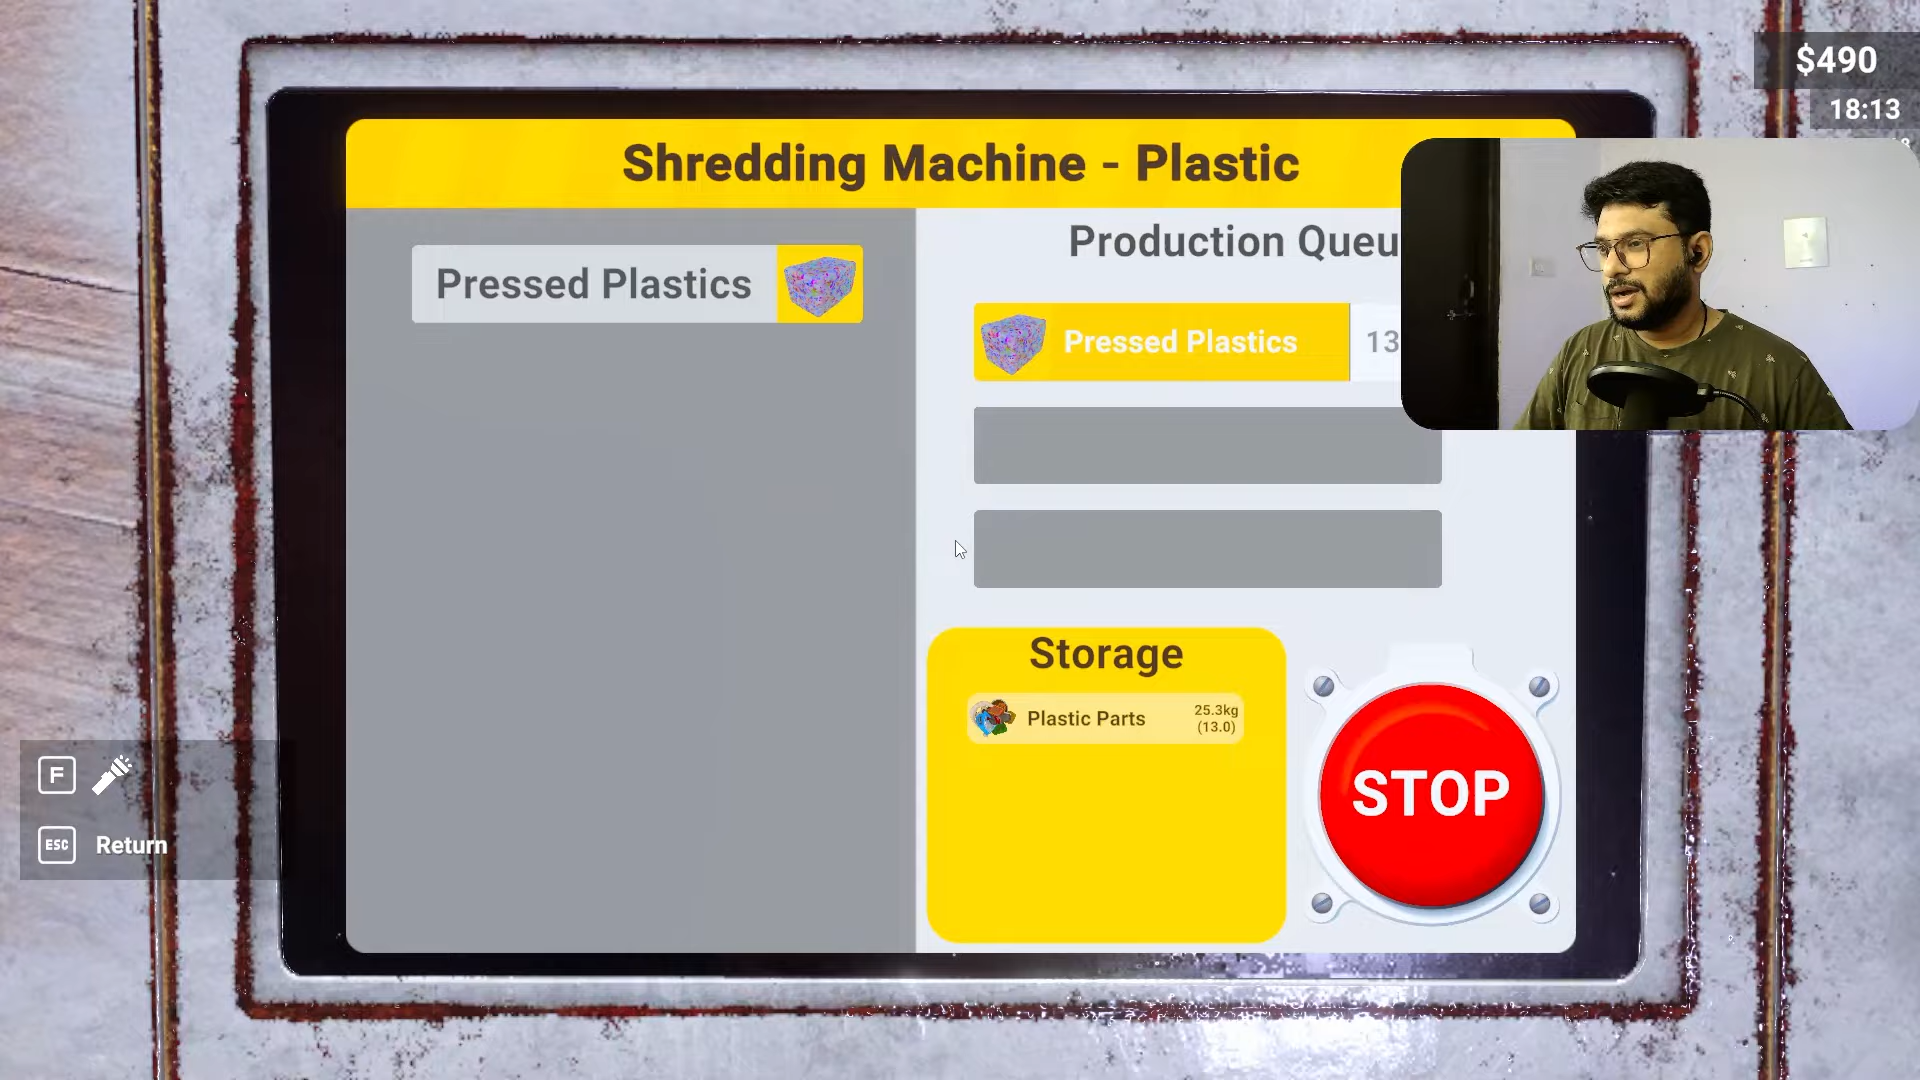 $490
18:13
Shredding Machine - Plastic
Pressed Plastics
Production Queu
Pressed Plastics
13
Storage
Plastic Parts
25.3kg
(13.0)
STOP
F
ESC
Return